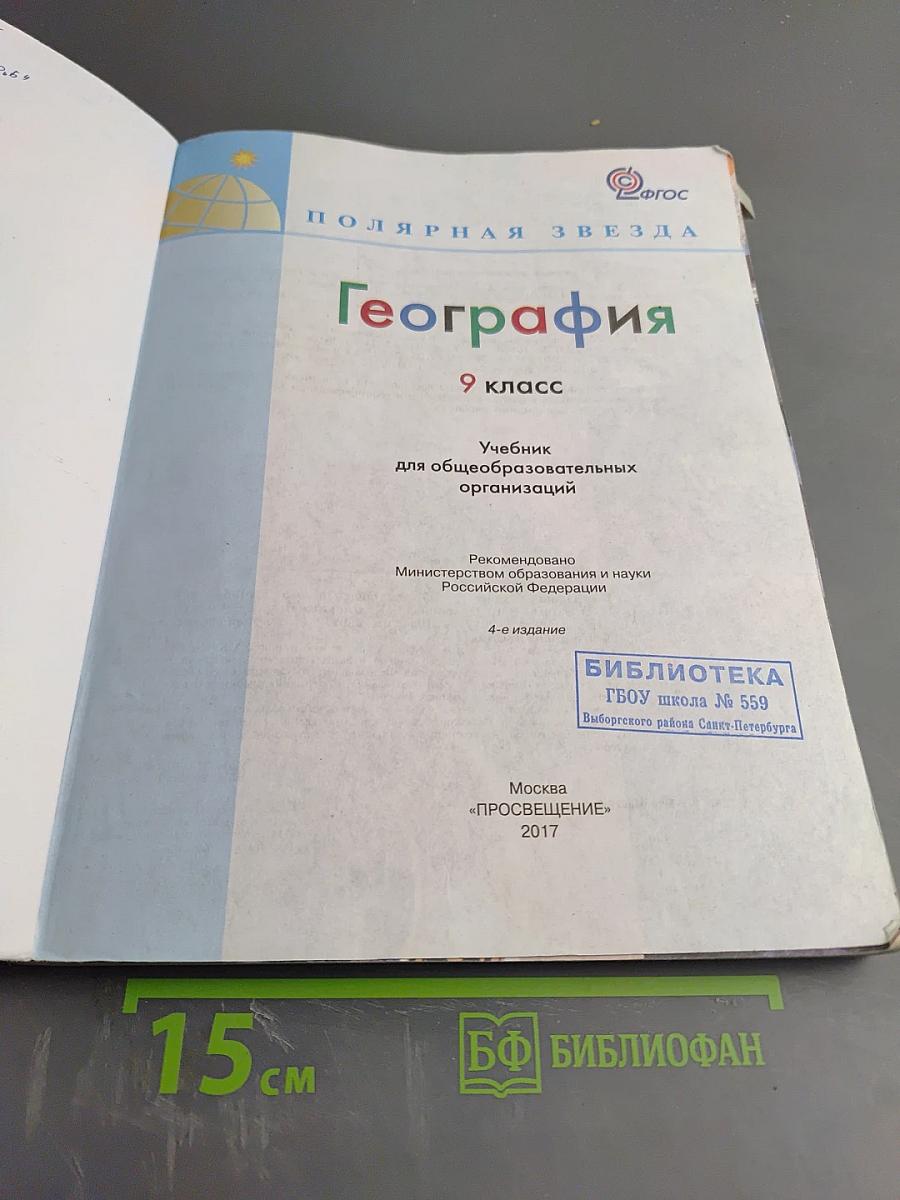 ФГОС
ПОЛЯРНАЯ ЗВЕЗДА
География
9 класс
Учебник
для общеобразовательных
организаций
Рекомендовано
Министерством образования и науки
Российской Федерации
4-е издание
БИБЛИОТЕКА
ГБОУ школа № 559
Выборгского района Санкт-Петербурга
Москва
«ПРОСВЕЩЕНИЕ»
2017
15 см
БФ БИБЛИОФАН